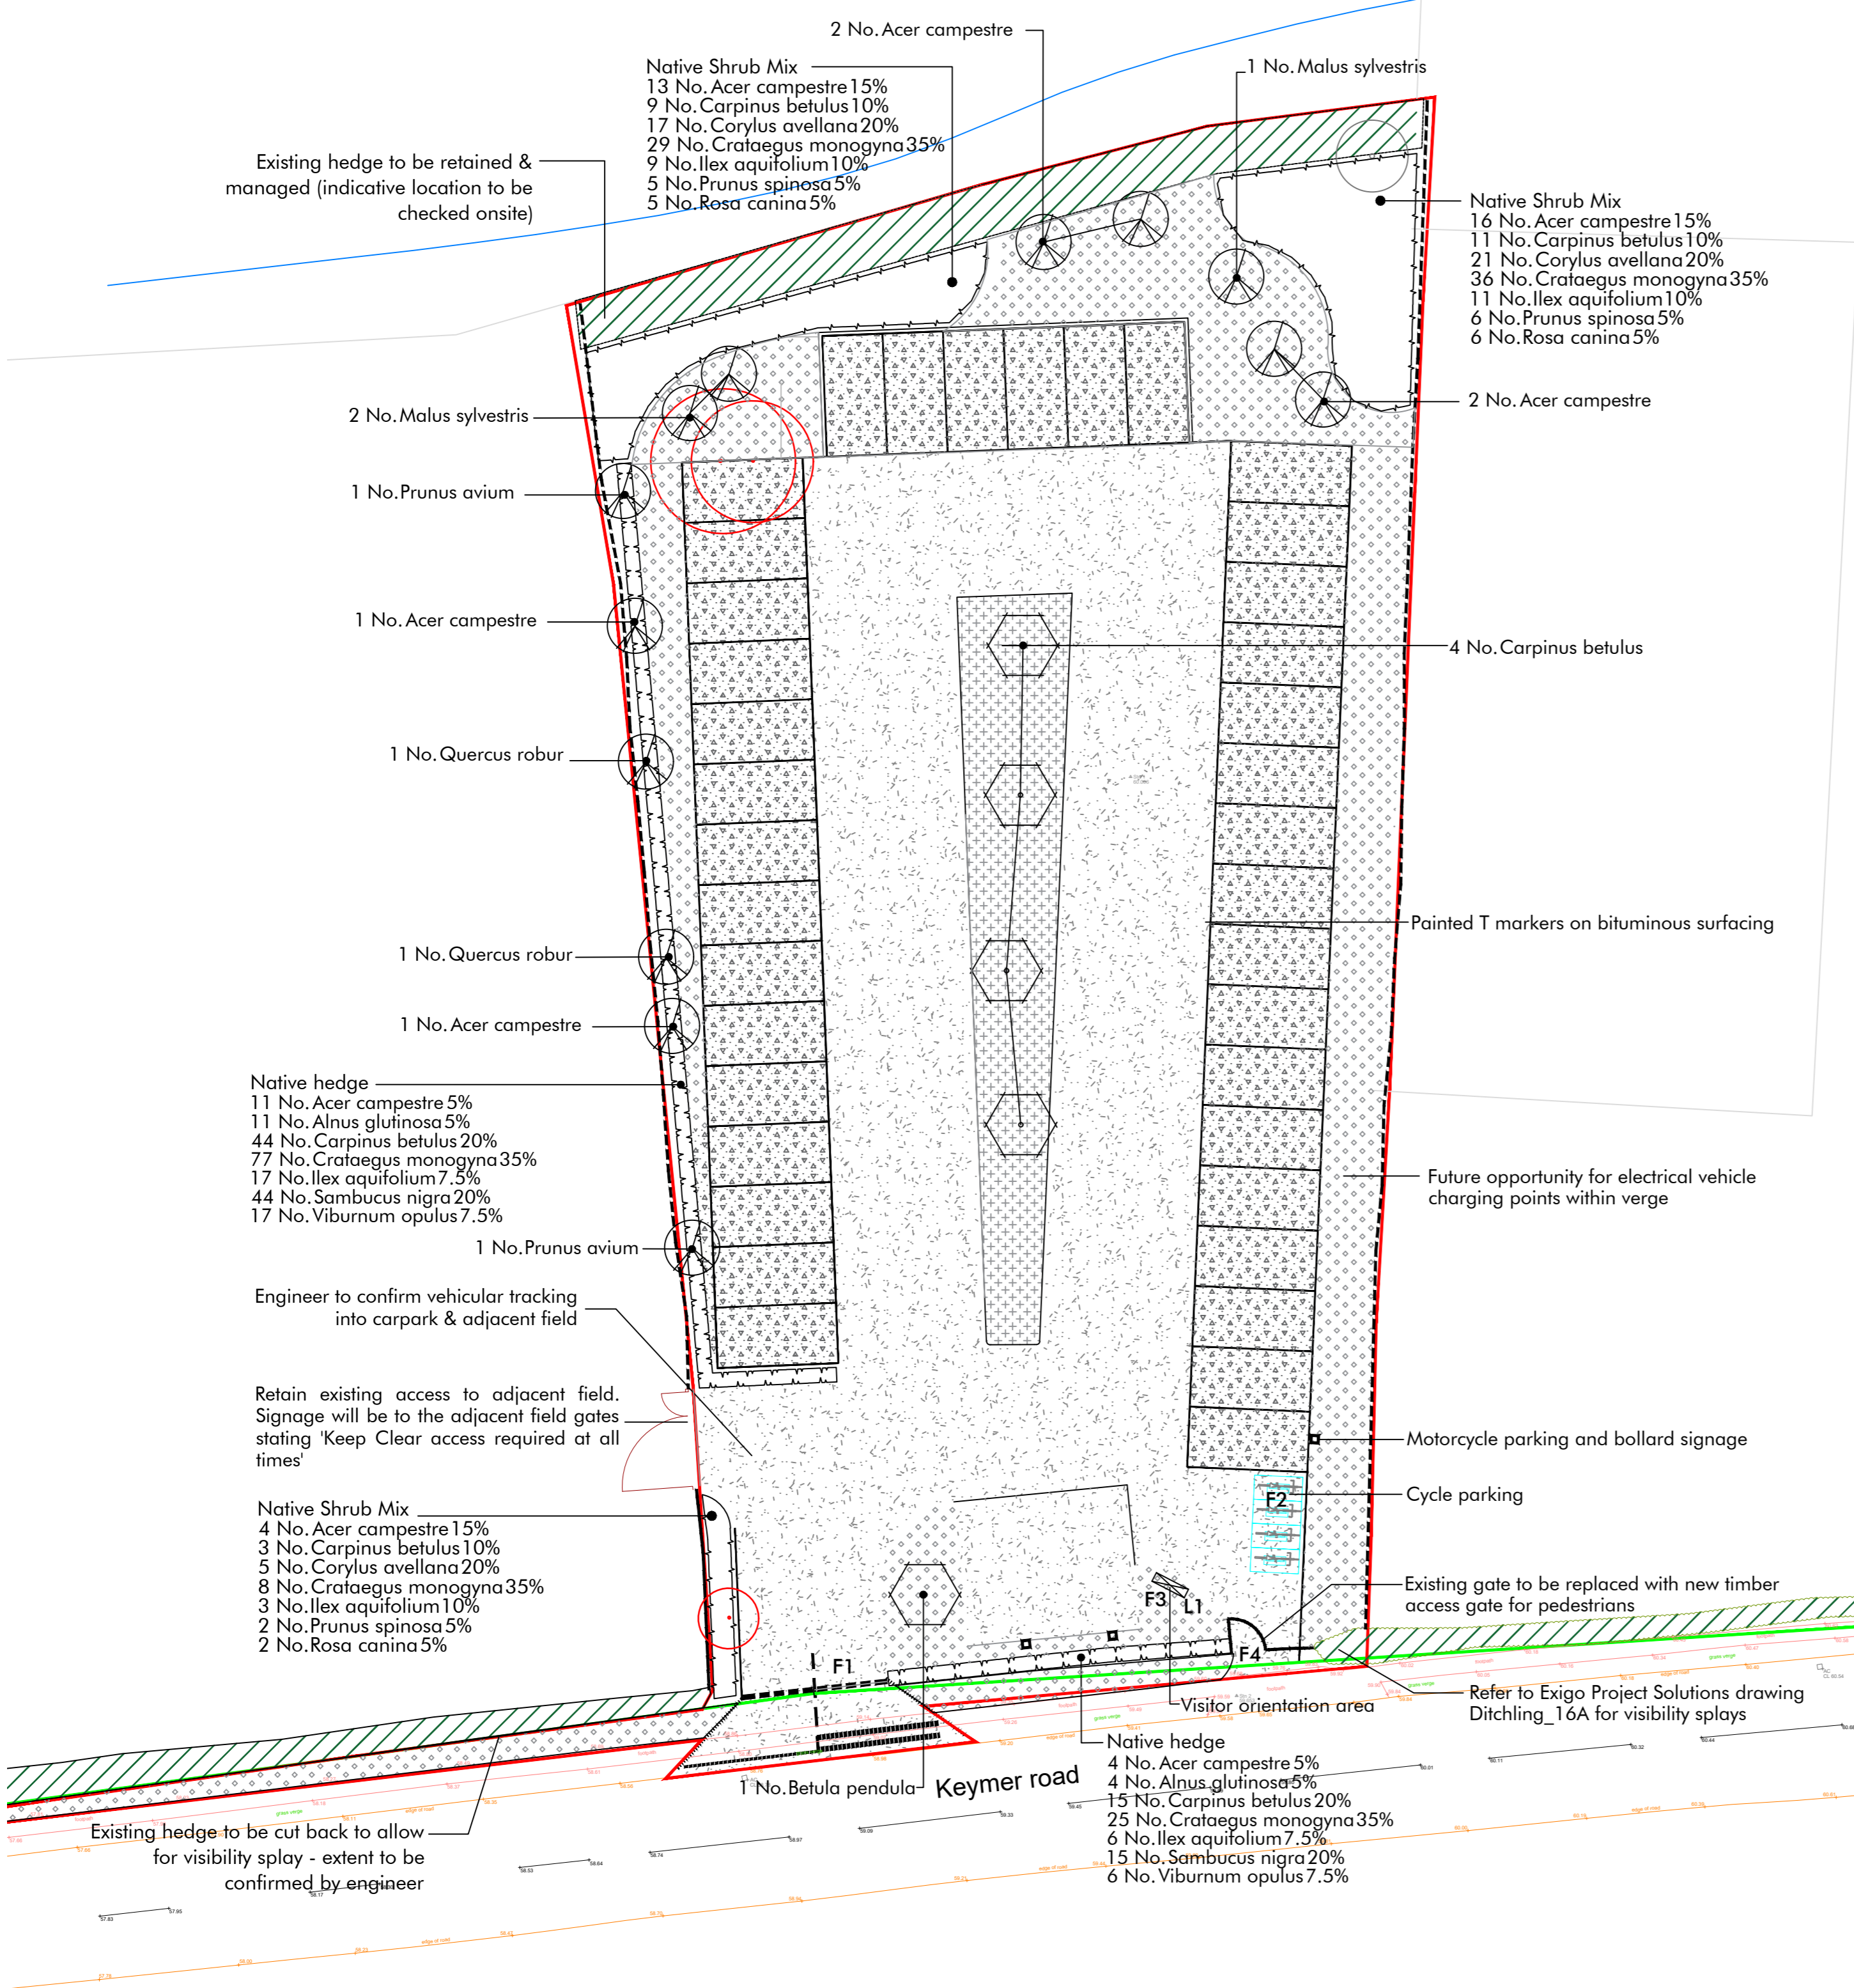 2 No. Acer campestre
Native Shrub Mix
13 No. Acer campestre 15%
9 No. Carpinus betulus 10%
17 No. Corylus avellana 20%
29 No. Crataegus monogyna 35%
9 No. Ilex aquifolium 10%
5 No. Prunus spinosa 5%
5 No. Rosa canina 5%
1 No. Malus sylvestris
Existing hedge to be retained &
managed (indicative location to be
checked onsite)
Native Shrub Mix
16 No. Acer campestre 15%
11 No. Carpinus betulus 10%
21 No. Corylus avellana 20%
36 No. Crataegus monogyna 35%
11 No. Ilex aquifolium 10%
6 No. Prunus spinosa 5%
6 No. Rosa canina 5%
2 No. Malus sylvestris
2 No. Acer campestre
1 No. Prunus avium
1 No. Acer campestre
4 No. Carpinus betulus
1 No. Quercus robur
Painted T markers on bituminous surfacing
1 No. Quercus robur
1 No. Acer campestre
Native hedge
11 No. Acer campestre 5%
11 No. Alnus glutinosa 5%
44 No. Carpinus betulus 20%
77 No. Crataegus monogyna 35%
17 No. Ilex aquifolium 7.5%
44 No. Sambucus nigra 20%
17 No. Viburnum opulus 7.5%
Future opportunity for electrical vehicle
charging points within verge
1 No. Prunus avium
Engineer to confirm vehicular tracking
into carpark & adjacent field
Retain existing access to adjacent field.
Signage will be to the adjacent field gates
stating 'Keep Clear access required at all
times'
Motorcycle parking and bollard signage
Cycle parking
F2
Native Shrub Mix
4 No. Acer campestre 15%
3 No. Carpinus betulus 10%
5 No. Corylus avellana 20%
8 No. Crataegus monogyna 35%
3 No. Ilex aquifolium 10%
2 No. Prunus spinosa 5%
2 No. Rosa canina 5%
Existing gate to be replaced with new timber
access gate for pedestrians
F3
L1
F4
F1
Visitor orientation area
Refer to Exigo Project Solutions drawing
Ditchling_16A for visibility splays
1 No. Betula pendula
Keymer road
Native hedge
4 No. Acer campestre 5%
4 No. Alnus glutinosa 5%
15 No. Carpinus betulus 20%
25 No. Crataegus monogyna 35%
6 No. Ilex aquifolium 7.5%
15 No. Sambucus nigra 20%
6 No. Viburnum opulus 7.5%
Existing hedge to be cut back to allow
for visibility splay - extent to be
confirmed by engineer